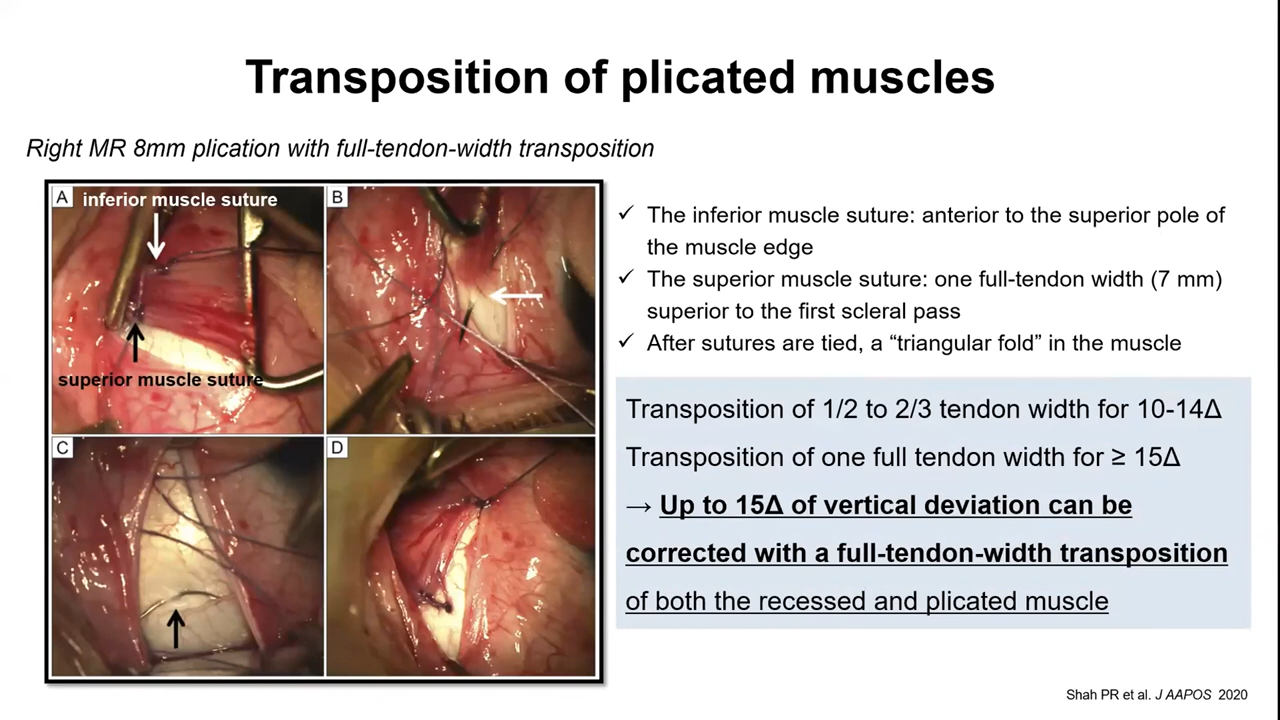 Transposition of plicated muscles
Right MR 8mm plication with full-tendon-width transposition
A
inferior muscle suture
superior muscle suture
B
C
D
✓ The inferior muscle suture: anterior to the superior pole of
the muscle edge
✓ The superior muscle suture: one full-tendon width (7 mm)
superior to the first scleral pass
✓ After sutures are tied, a “triangular fold” in the muscle
Transposition of 1/2 to 2/3 tendon width for 10-14Δ
Transposition of one full tendon width for ≥ 15Δ
→ Up to 15Δ of vertical deviation can be
corrected with a full-tendon-width transposition
of both the recessed and plicated muscle
Shah PR et al. J AAPOS 2020